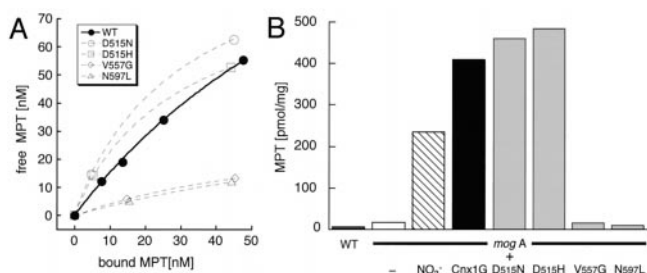 A
WT
D515N
D515H
V557G
N597L
free MPT [nM]
70
60
50
40
30
20
10
0
0 10 20 30 40 50
bound MPT[nM]
B
MPT [pmol/mg]
500
400
300
200
100
0
WT
mog A
+
– Cnx1G D515N D515H V557G N597L